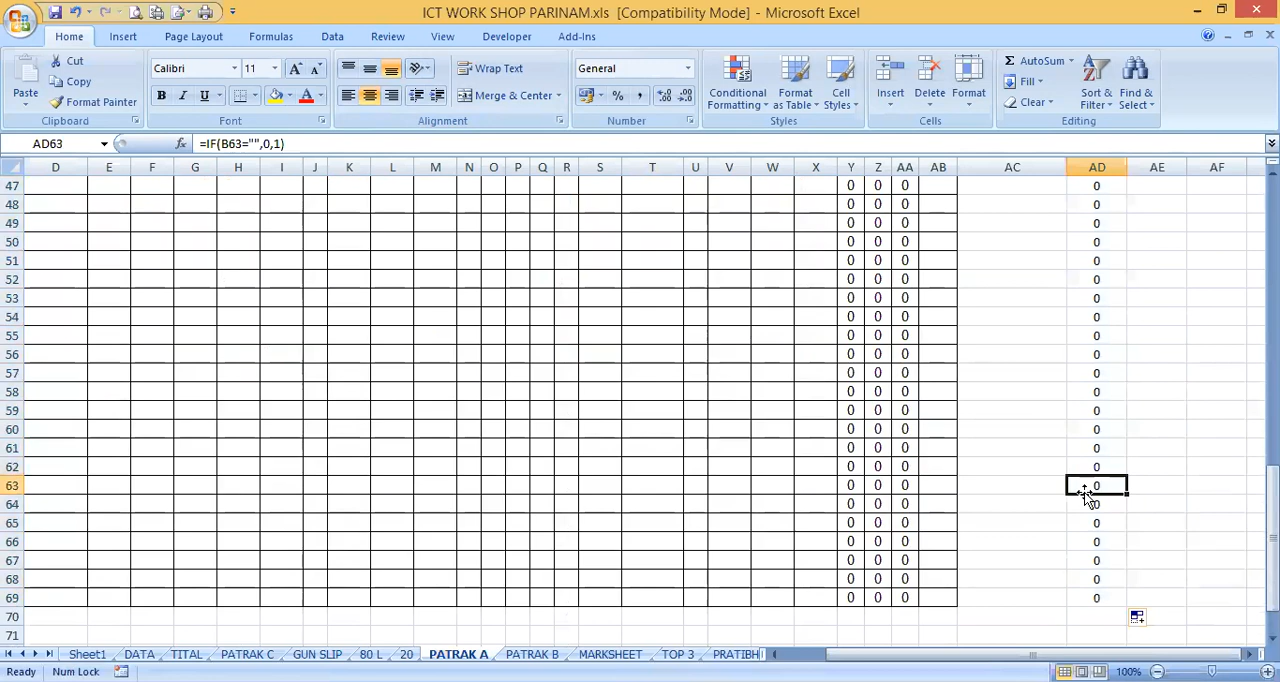 ICT WORK SHOP PARINAM.xls [Compatibility Mode] - Microsoft Excel
Home Insert Page Layout Formulas Data Review View Developer Add-Ins
Paste Cut Copy Format Painter Clipboard
Calibri 11 A A B I U A Font
Wrap Text Merge & Center Alignment
General % , .0 .00 .00 .0 Number
Conditional Formatting Format as Table Cell Styles Styles
Insert Delete Format Cells
Σ AutoSum Fill Clear Sort & Filter Find & Select Editing
AD63 fx =IF(B63="",0,1)
D E F G H I J K L M N O P Q R S T U V W X Y Z AA AB AC AD AE AF
47 0 0 0 0
48 0 0 0 0
49 0 0 0 0
50 0 0 0 0
51 0 0 0 0
52 0 0 0 0
53 0 0 0 0
54 0 0 0 0
55 0 0 0 0
56 0 0 0 0
57 0 0 0 0
58 0 0 0 0
59 0 0 0 0
60 0 0 0 0
61 0 0 0 0
62 0 0 0 0
63 0 0 0 0
64 0 0 0 0
65 0 0 0 0
66 0 0 0 0
67 0 0 0 0
68 0 0 0 0
69 0 0 0 0
70
71
Sheet1 DATA TITAL PATRAK C GUN SLIP 80 L 20 PATRAK A PATRAK B MARKSHEET TOP 3 PRATIBH
Ready Num Lock 100%